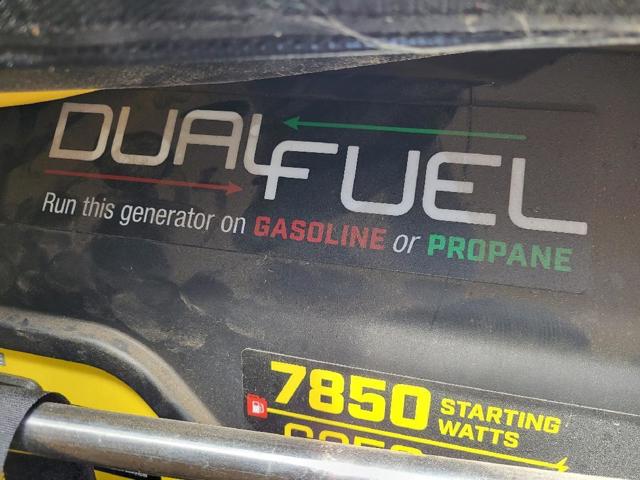 DUAL FUEL
Run this generator on GASOLINE or PROPANE
7850 STARTING
WATTS